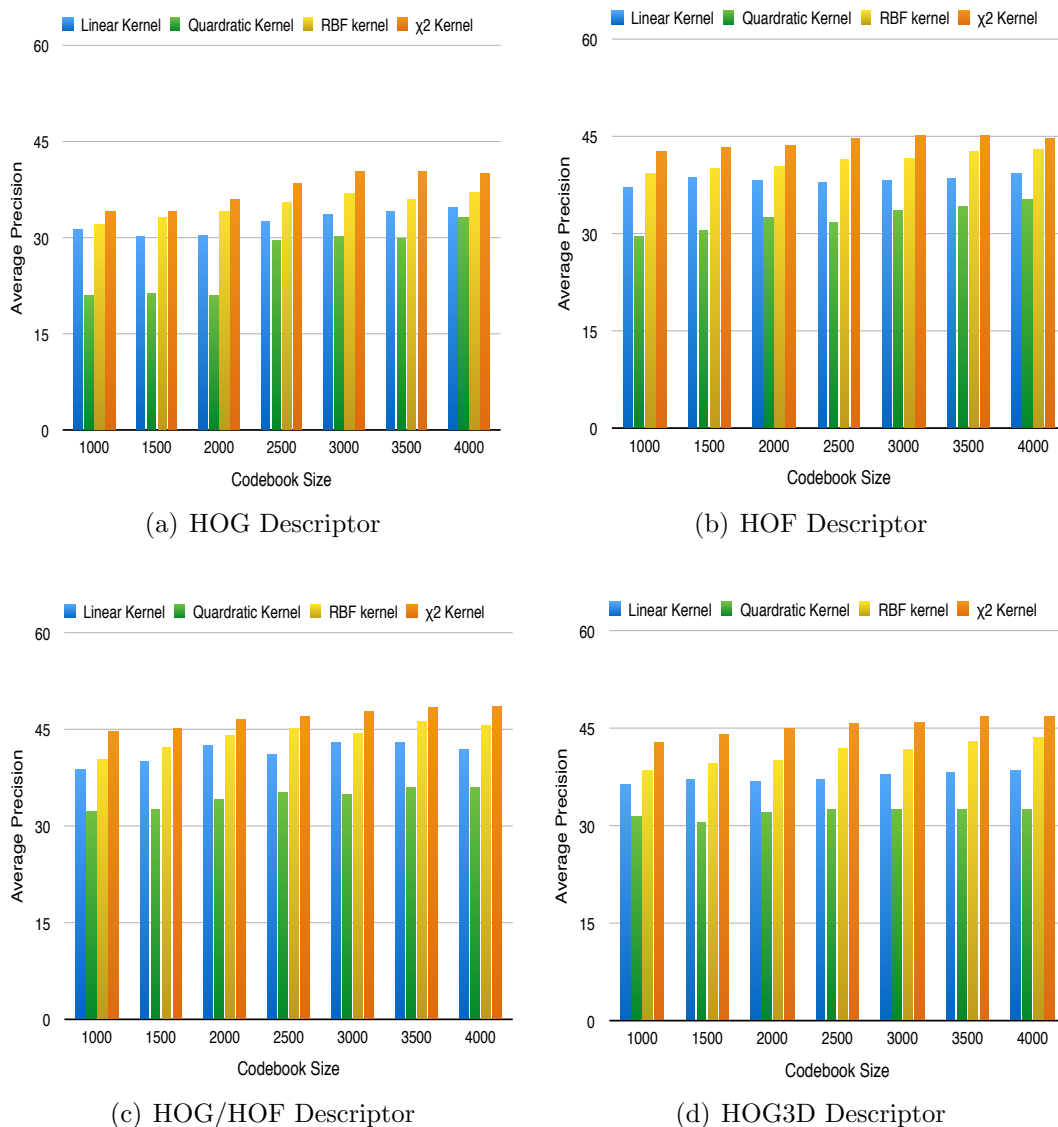 Linear Kernel Quardratic Kernel RBF kernel χ2 Kernel
60
45
30
15
0
Average Precision
1000 1500 2000 2500 3000 3500 4000
Codebook Size
(a) HOG Descriptor
Linear Kernel Quardratic Kernel RBF kernel χ2 Kernel
60
45
30
15
0
Average Precision
1000 1500 2000 2500 3000 3500 4000
Codebook Size
(b) HOF Descriptor
Linear Kernel Quardratic Kernel RBF kernel χ2 Kernel
60
45
30
15
0
Average Precision
1000 1500 2000 2500 3000 3500 4000
Codebook Size
(c) HOG/HOF Descriptor
Linear Kernel Quardratic Kernel RBF kernel χ2 Kernel
60
45
30
15
0
Average Precision
1000 1500 2000 2500 3000 3500 4000
Codebook Size
(d) HOG3D Descriptor